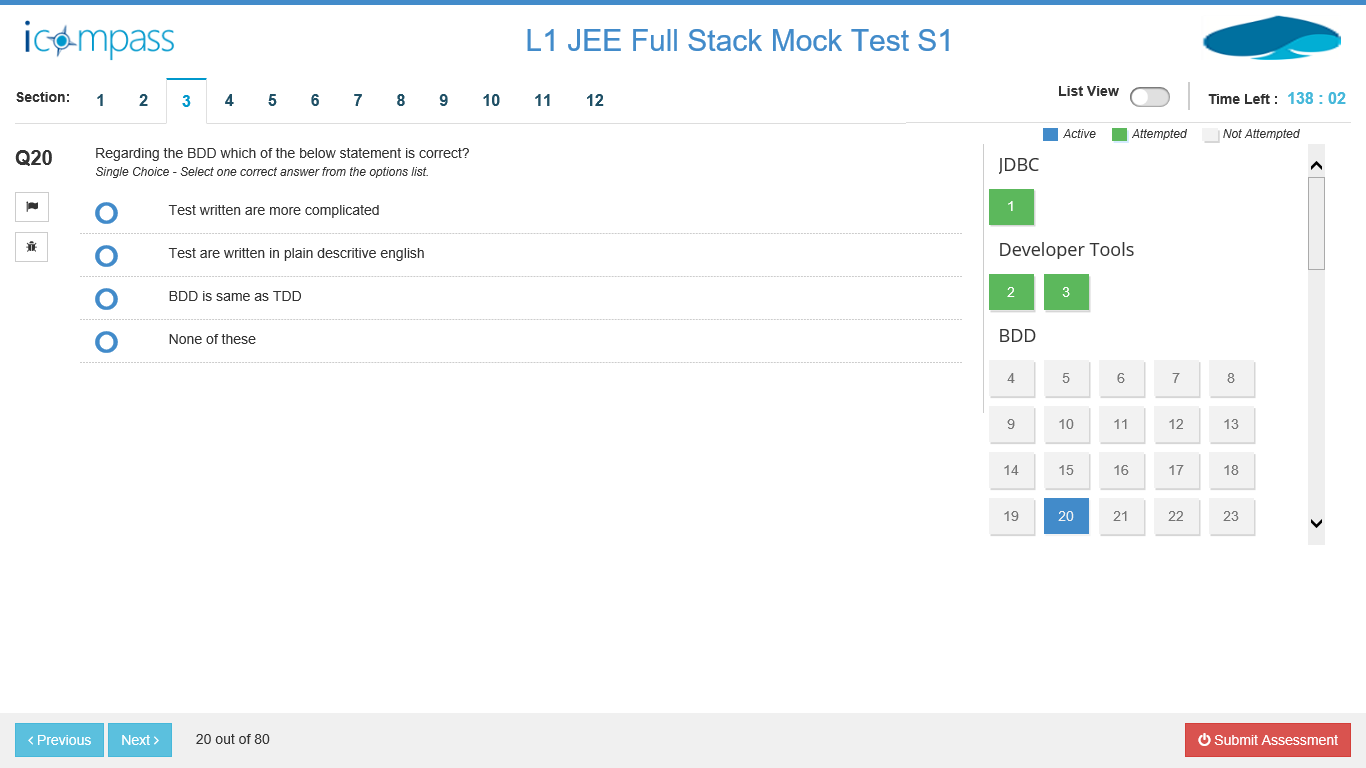 icompass
L1 JEE Full Stack Mock Test S1
Section: 1 2 3 4 5 6 7 8 9 10 11 12
List View
Time Left : 138 : 02
Active Attempted Not Attempted
Q20
Regarding the BDD which of the below statement is correct?
Single Choice - Select one correct answer from the options list.
Test written are more complicated
Test are written in plain descritive english
BDD is same as TDD
None of these
JDBC
1
Developer Tools
2 3
BDD
4 5 6 7 8
9 10 11 12 13
14 15 16 17 18
19 20 21 22 23
‹ Previous
Next ›
20 out of 80
Submit Assessment